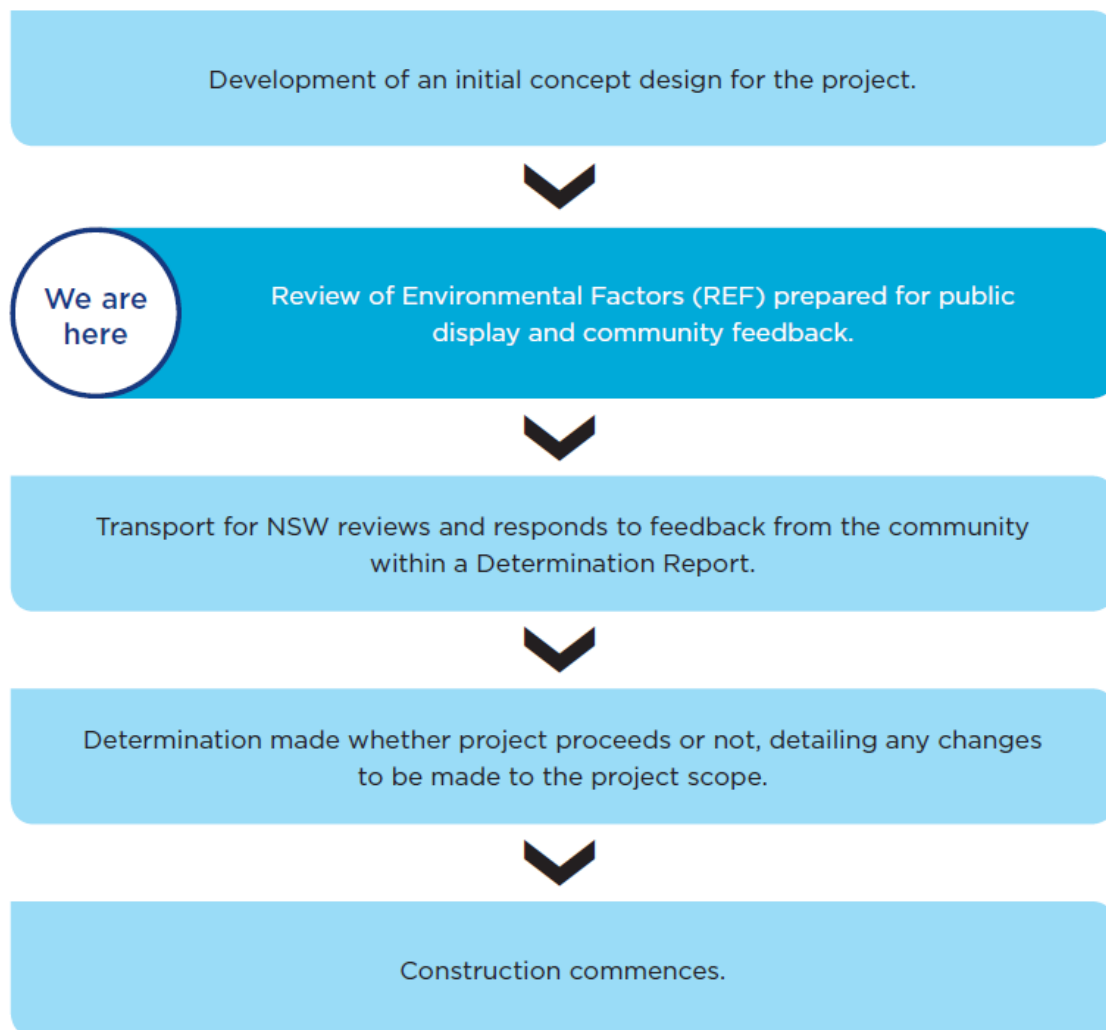 Development of an initial concept design for the project.
We are
here
Review of Environmental Factors (REF) prepared for public
display and community feedback.
Transport for NSW reviews and responds to feedback from the community
within a Determination Report.
Determination made whether project proceeds or not, detailing any changes
to be made to the project scope.
Construction commences.